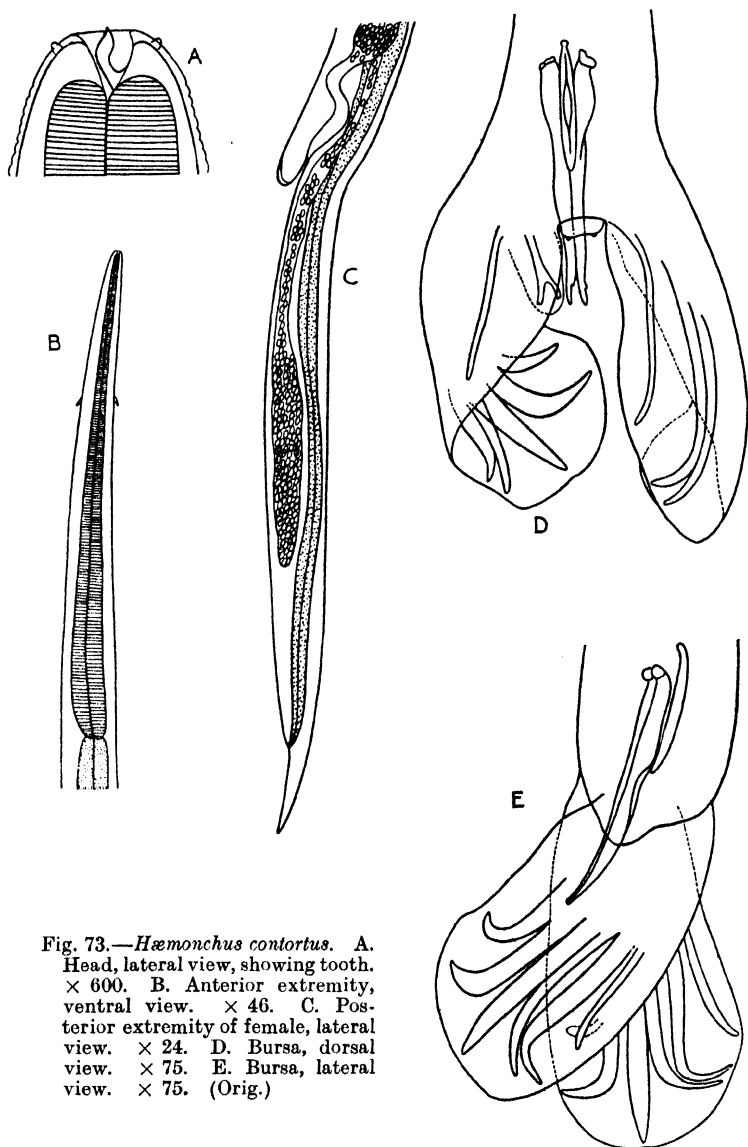 A
B
C
D
E
Fig. 73.—Hæmonchus contortus. A.
Head, lateral view, showing tooth.
× 600. B. Anterior extremity,
ventral view. × 46. C. Pos-
terior extremity of female, lateral
view. × 24. D. Bursa, dorsal
view. × 75. E. Bursa, lateral
view. × 75. (Orig.)